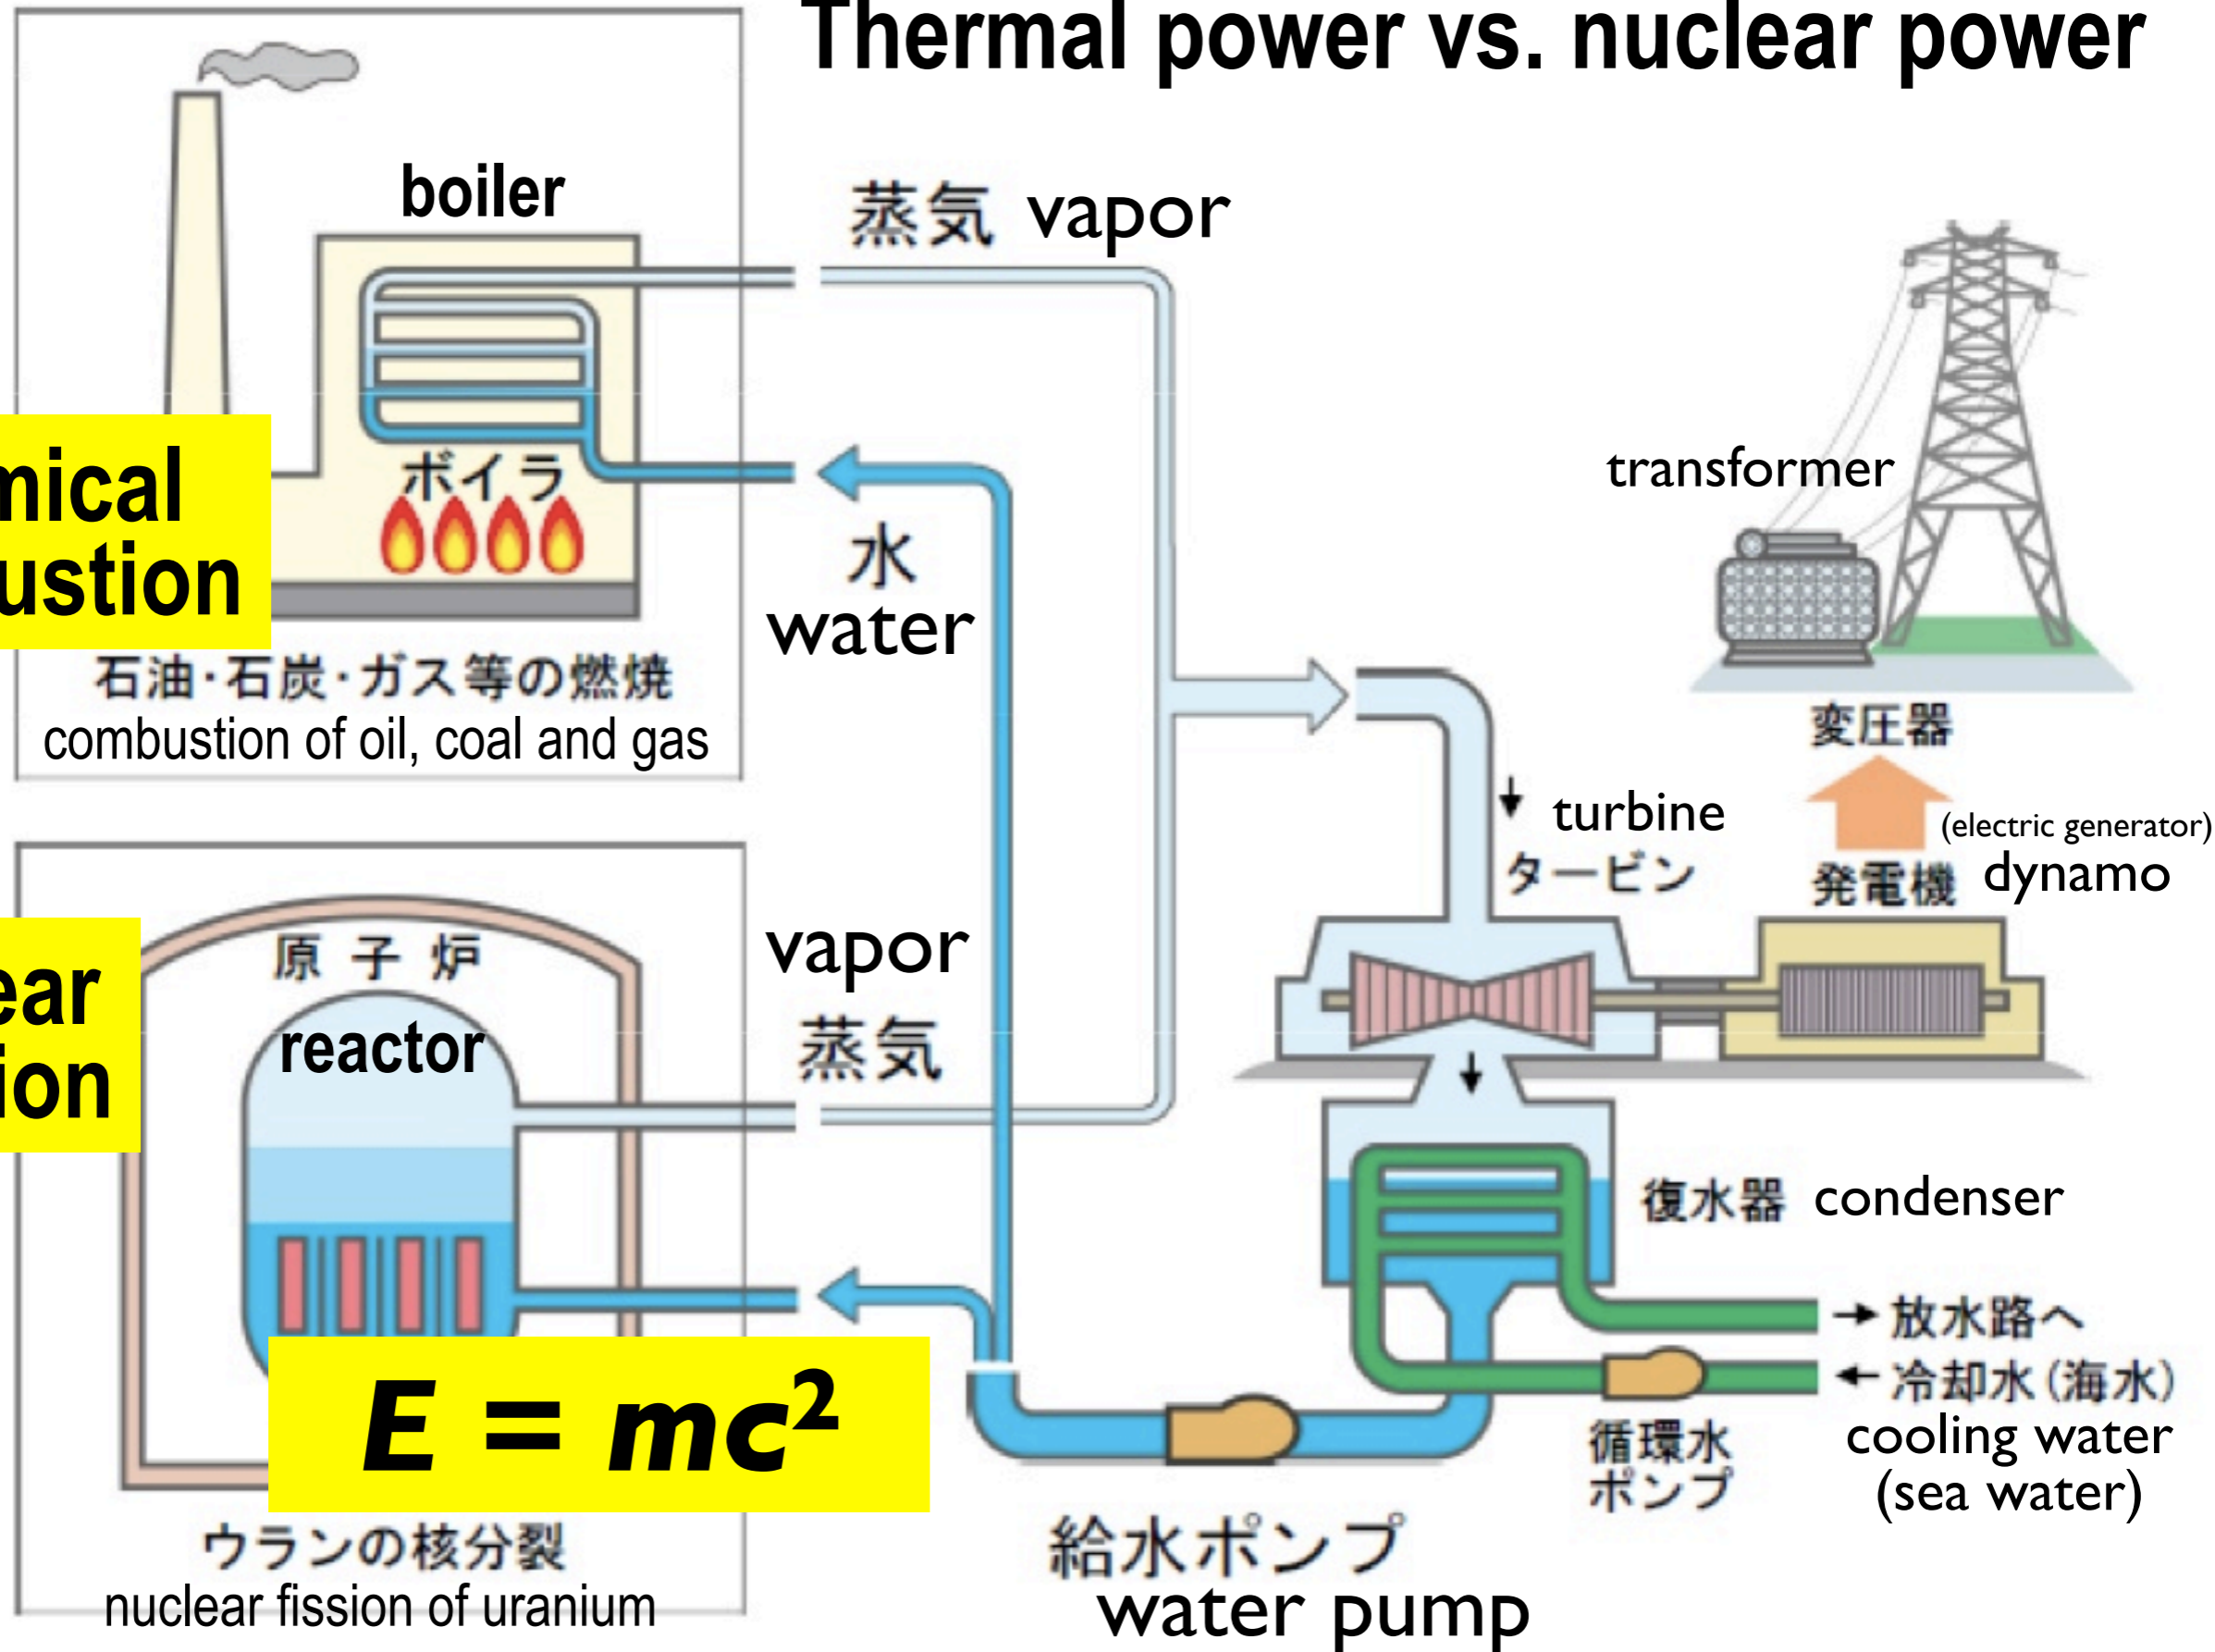 Thermal power vs. nuclear power
boiler
蒸気 vapor
ボイラ
mical
ustion
水
water
石油・石炭・ガス等の燃焼
combustion of oil, coal and gas
transformer
変圧器
(electric generator)
発電機 dynamo
turbine
タービン
ear
ion
原子炉
reactor
vapor
蒸気
復水器 condenser
→ 放水路へ
← 冷却水(海水)
cooling water
(sea water)
循環水
ポンプ
E = mc²
ウランの核分裂
nuclear fission of uranium
給水ポンプ
water pump